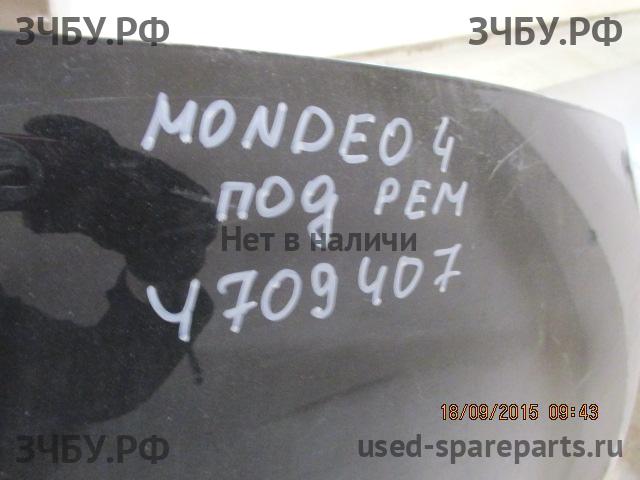 ЗЧБУ.РФ ЗЧБУ.РФ
MONDEO 4
под РЕМ
Нет в наличи
Ч709407
18/09/2015 09:43
ЗЧБУ.РФ used-spareparts.ru